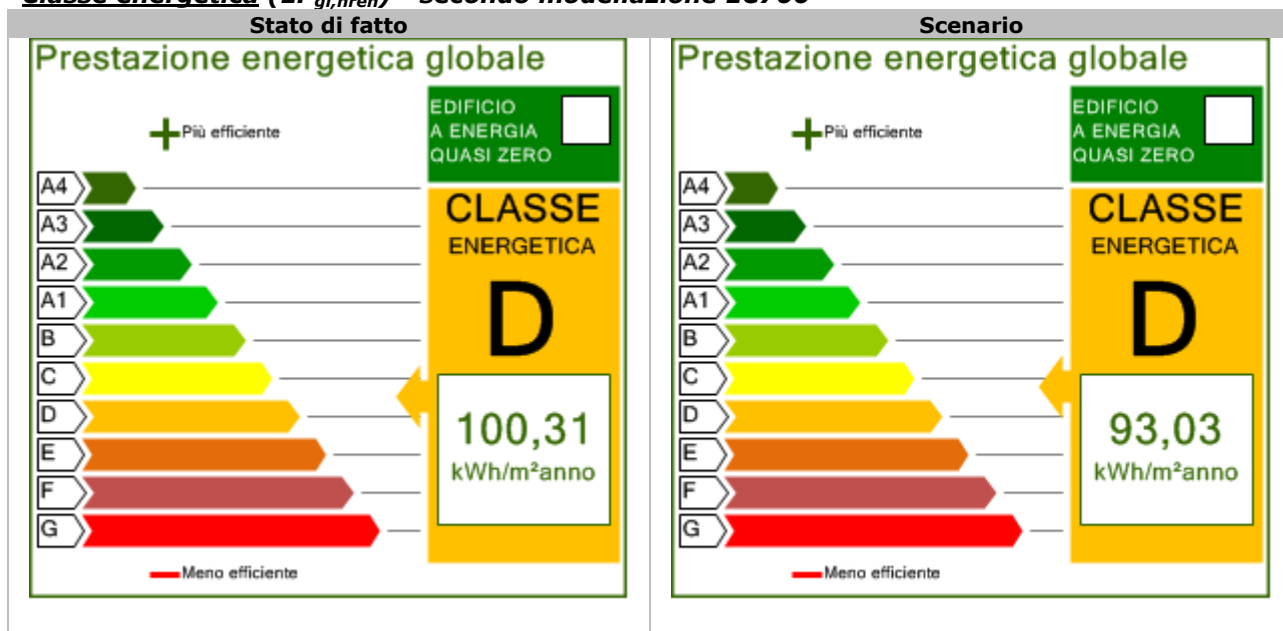 Stato di fatto
Prestazione energetica globale
Più efficiente
EDIFICIO
A ENERGIA
QUASI ZERO
A4
A3
A2
A1
B
C
D
E
F
G
CLASSE
ENERGETICA
D
100,31
kWh/m²anno
Meno efficiente
Scenario
Prestazione energetica globale
Più efficiente
EDIFICIO
A ENERGIA
QUASI ZERO
A4
A3
A2
A1
B
C
D
E
F
G
CLASSE
ENERGETICA
D
93,03
kWh/m²anno
Meno efficiente